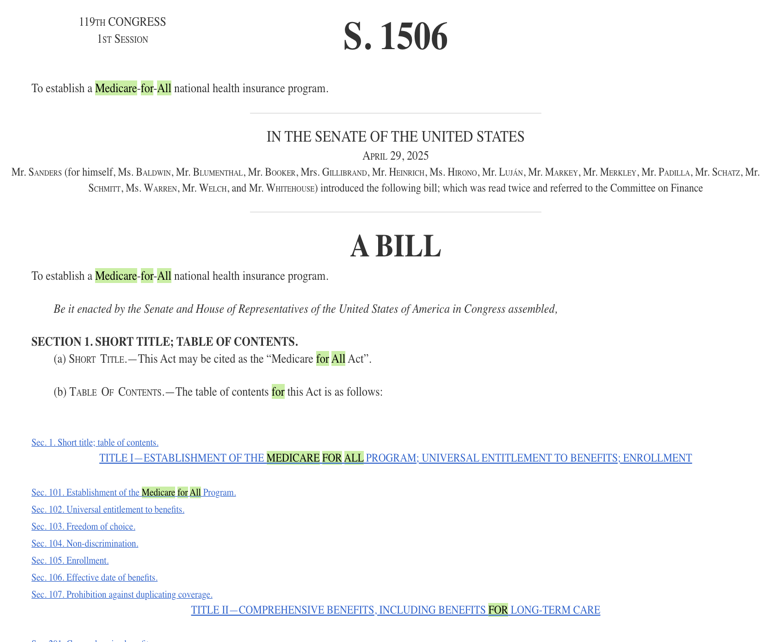 119TH CONGRESS
1ST SESSION
S. 1506
To establish a Medicare-for-All national health insurance program.
IN THE SENATE OF THE UNITED STATES
APRIL 29, 2025
Mr. SANDERS (for himself, Ms. BALDWIN, Mr. BLUMENTHAL, Mr. BOOKER, Mrs. GILLIBRAND, Mr. HEINRICH, Ms. HIRONO, Mr. LUJÁN, Mr. MARKEY, Mr. MERKLEY, Mr. PADILLA, Mr. SCHATZ, Mr.
SCHMITT, Ms. WARREN, Mr. WELCH, and Mr. WHITEHOUSE) introduced the following bill; which was read twice and referred to the Committee on Finance
A BILL
To establish a Medicare-for-All national health insurance program.
Be it enacted by the Senate and House of Representatives of the United States of America in Congress assembled,
SECTION 1. SHORT TITLE; TABLE OF CONTENTS.
(a) SHORT TITLE.—This Act may be cited as the “Medicare for All Act”.
(b) TABLE OF CONTENTS.—The table of contents for this Act is as follows:
Sec. 1. Short title; table of contents.
TITLE I—ESTABLISHMENT OF THE MEDICARE FOR ALL PROGRAM; UNIVERSAL ENTITLEMENT TO BENEFITS; ENROLLMENT
Sec. 101. Establishment of the Medicare for All Program.
Sec. 102. Universal entitlement to benefits.
Sec. 103. Freedom of choice.
Sec. 104. Non-discrimination.
Sec. 105. Enrollment.
Sec. 106. Effective date of benefits.
Sec. 107. Prohibition against duplicating coverage.
TITLE II—COMPREHENSIVE BENEFITS, INCLUDING BENEFITS FOR LONG-TERM CARE